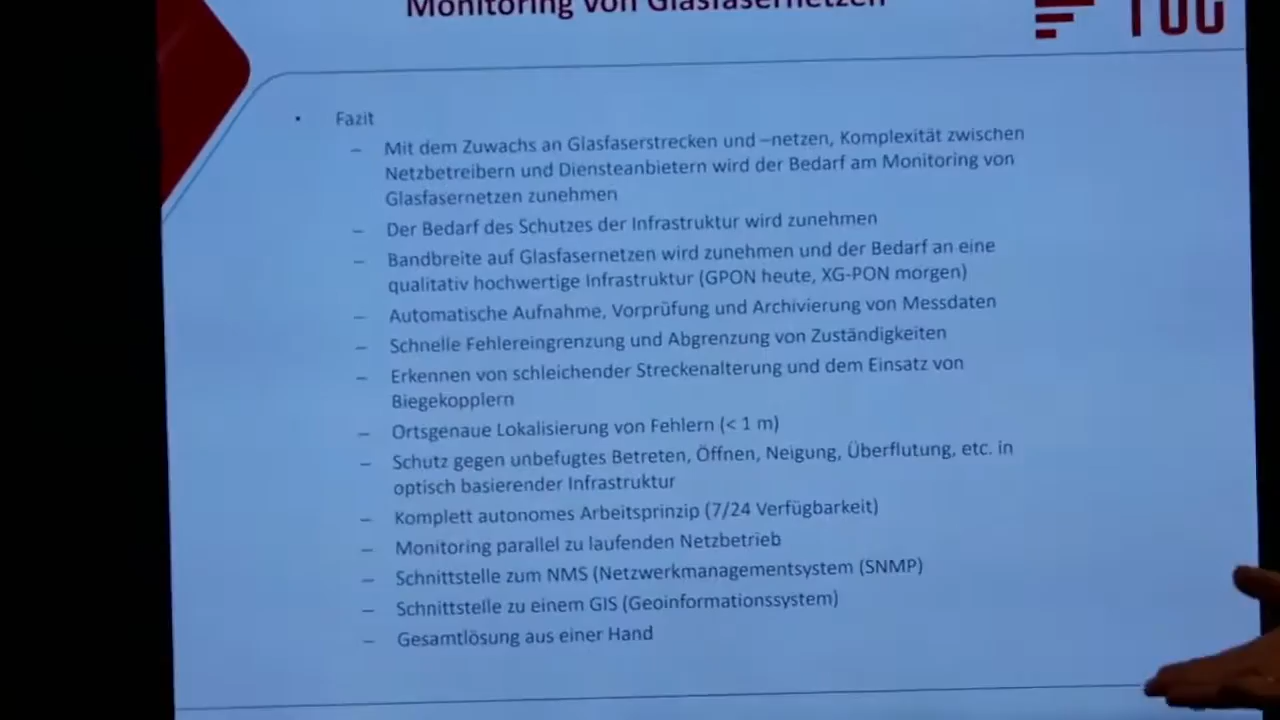 Monitoring von Glasfasernetzen
• Fazit
– Mit dem Zuwachs an Glasfaserstrecken und –netzen, Komplexität zwischen
Netzbetreibern und Diensteanbietern wird der Bedarf am Monitoring von
Glasfasernetzen zunehmen
– Der Bedarf des Schutzes der Infrastruktur wird zunehmen
– Bandbreite auf Glasfasernetzen wird zunehmen und der Bedarf an eine
qualitativ hochwertige Infrastruktur (GPON heute, XG-PON morgen)
– Automatische Aufnahme, Vorprüfung und Archivierung von Messdaten
– Schnelle Fehlereingrenzung und Abgrenzung von Zuständigkeiten
– Erkennen von schleichender Streckenalterung und dem Einsatz von
Biegekopplern
– Ortsgenaue Lokalisierung von Fehlern (< 1 m)
– Schutz gegen unbefugtes Betreten, Öffnen, Neigung, Überflutung, etc. in
optisch basierender Infrastruktur
– Komplett autonomes Arbeitsprinzip (7/24 Verfügbarkeit)
– Monitoring parallel zu laufenden Netzbetrieb
– Schnittstelle zum NMS (Netzwerkmanagementsystem (SNMP)
– Schnittstelle zu einem GIS (Geoinformationssystem)
– Gesamtlösung aus einer Hand